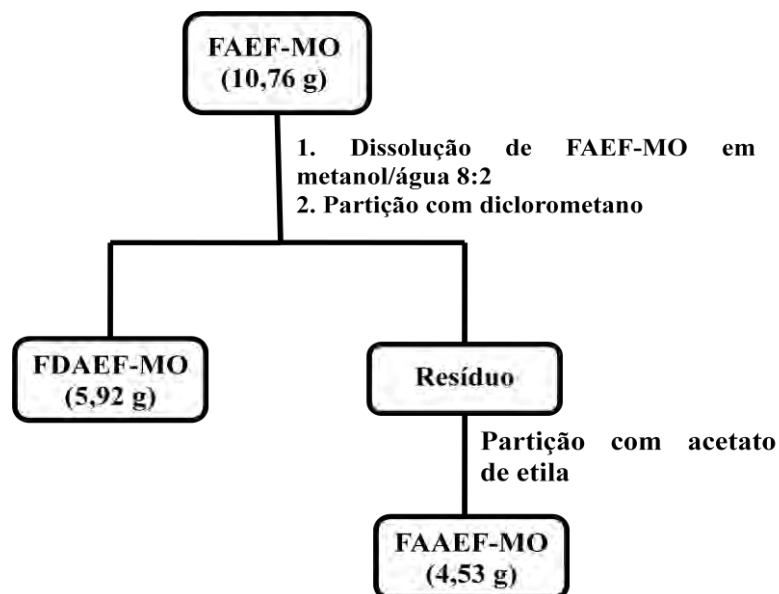 FAEF-MO
(10,76 g)
1. Dissolução de FAEF-MO em
metanol/água 8:2
2. Partição com diclorometano
FDAEF-MO
(5,92 g)
Resíduo
Partição com acetato
de etila
FAAEF-MO
(4,53 g)